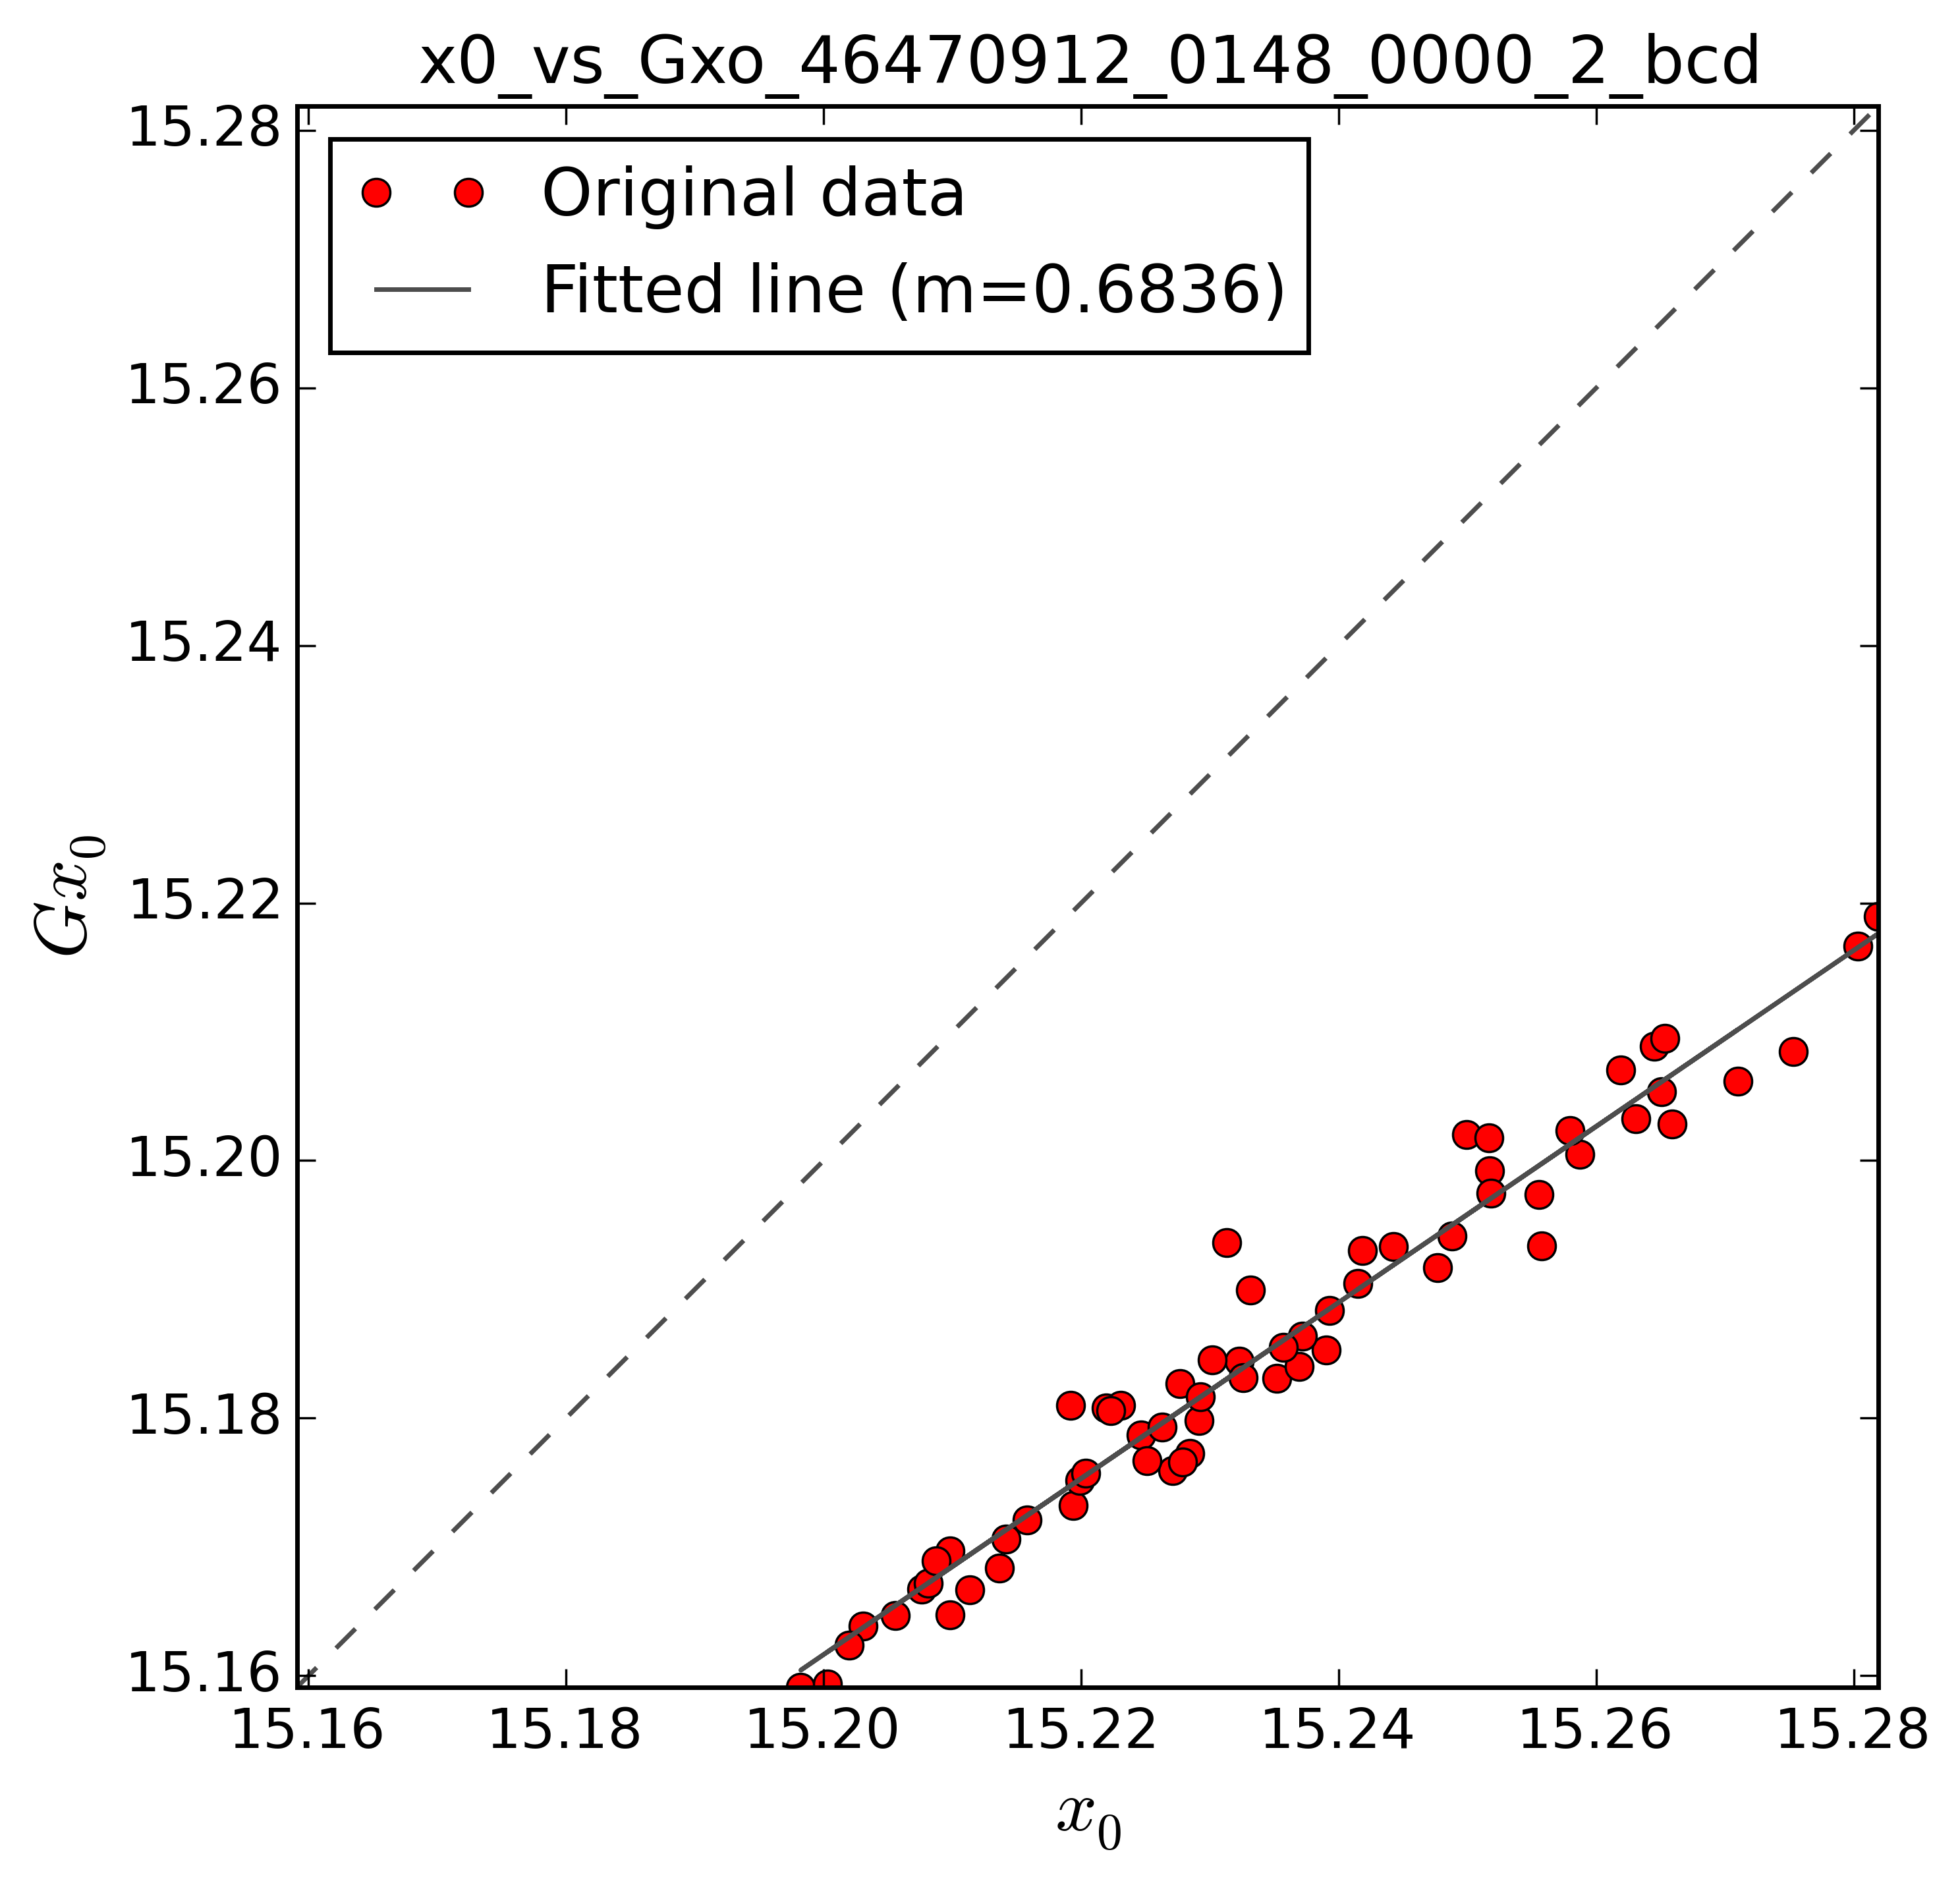 x0_vs_Gxo_46470912_0148_0000_2_bcd
Original data
Fitted line (m=0.6836)
15.28
15.26
15.24
15.22
15.20
15.18
15.16
Gx₀
15.16 15.18 15.20 15.22 15.24 15.26 15.28
x₀